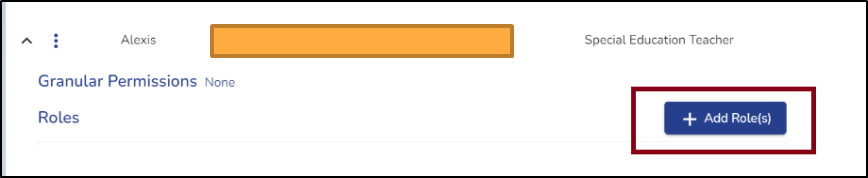 Alexis Special Education Teacher
Granular Permissions None
Roles + Add Role(s)